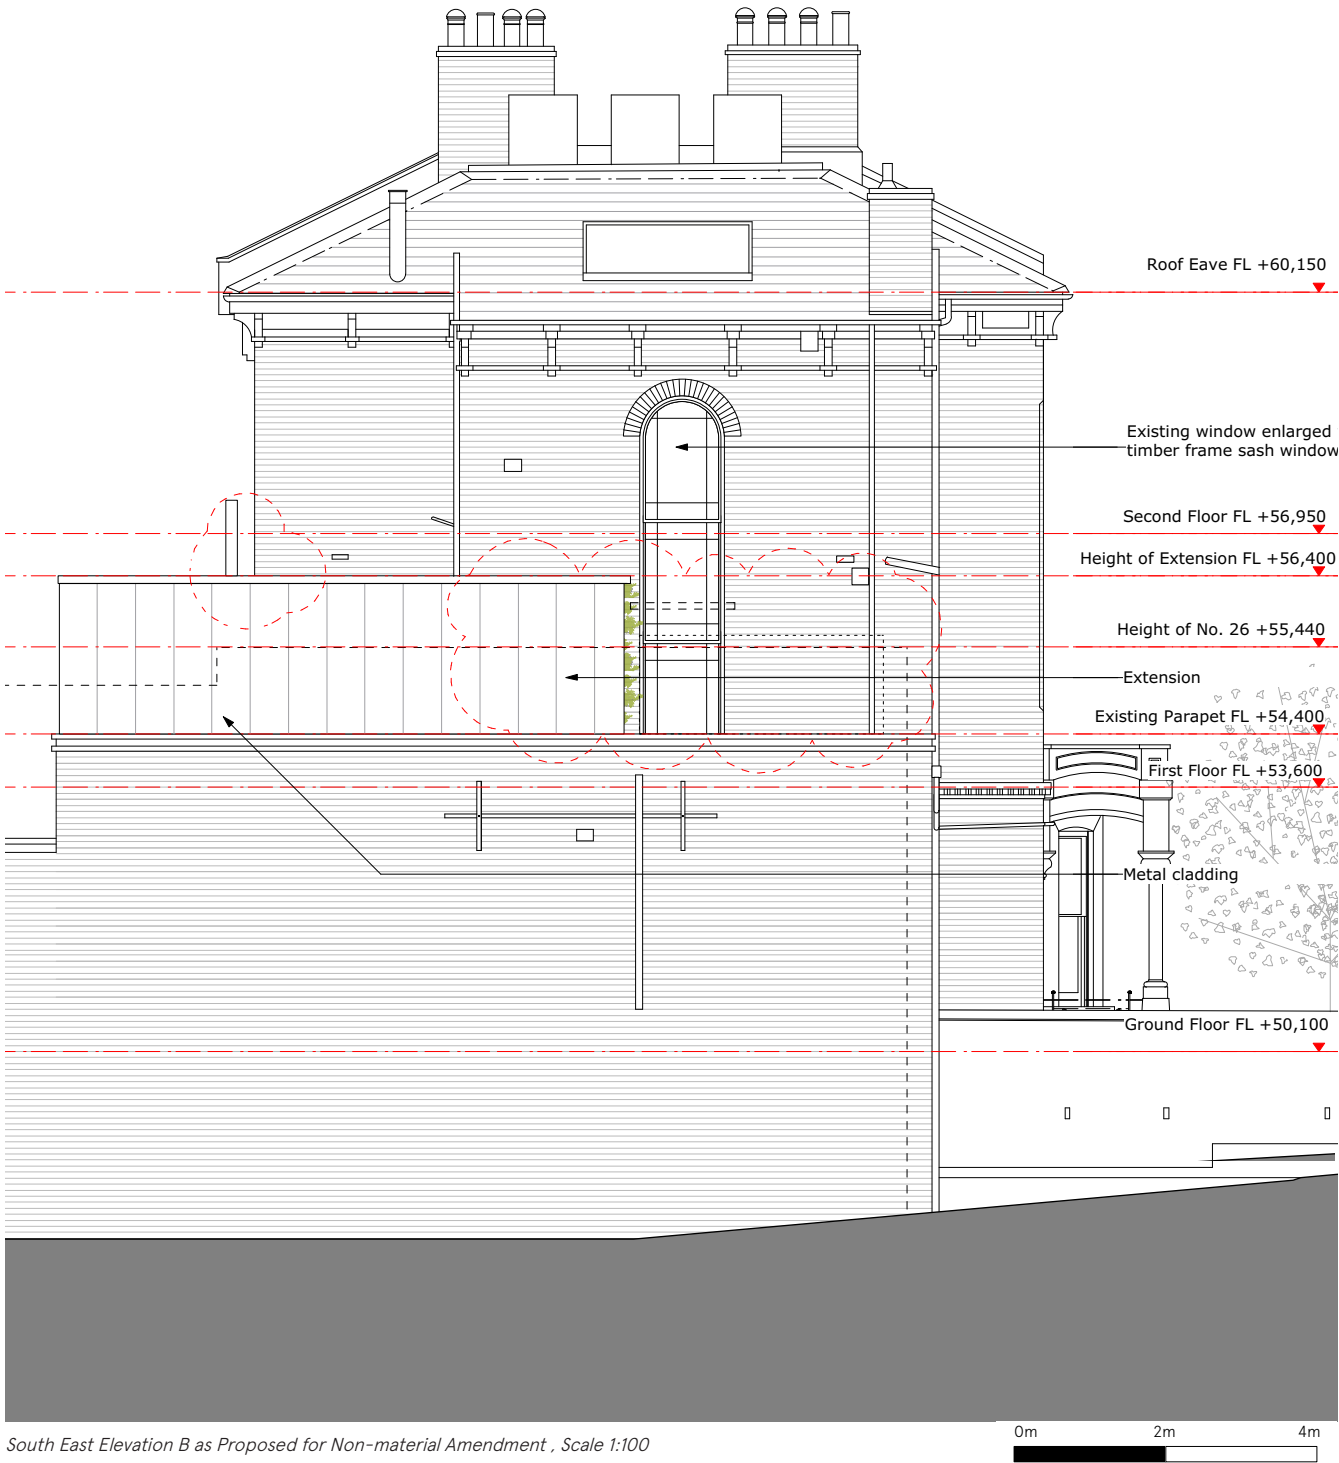 Roof Eave FL +60,150
Existing window enlarged
timber frame sash window
Second Floor FL +56,950
Height of Extension FL +56,400
Height of No. 26 +55,440
Extension
Existing Parapet FL +54,400
First Floor FL +53,600
Metal cladding
Ground Floor FL +50,100
South East Elevation B as Proposed for Non-material Amendment , Scale 1:100
0m 2m 4m